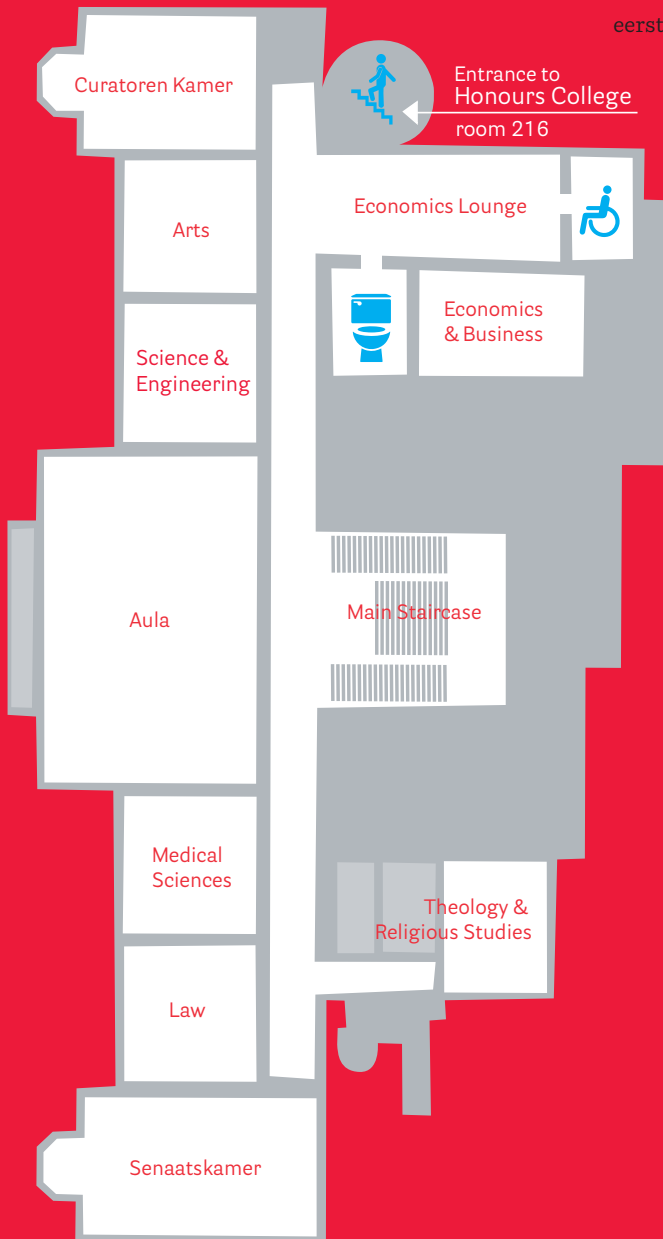 eerst
Entrance to
Honours College
room 216
Curatoren Kamer
Economics Lounge
Arts
Economics
& Business
Science &
Engineering
Main Staircase
Aula
Medical
Sciences
Theology &
Religious Studies
Law
Senaatskamer